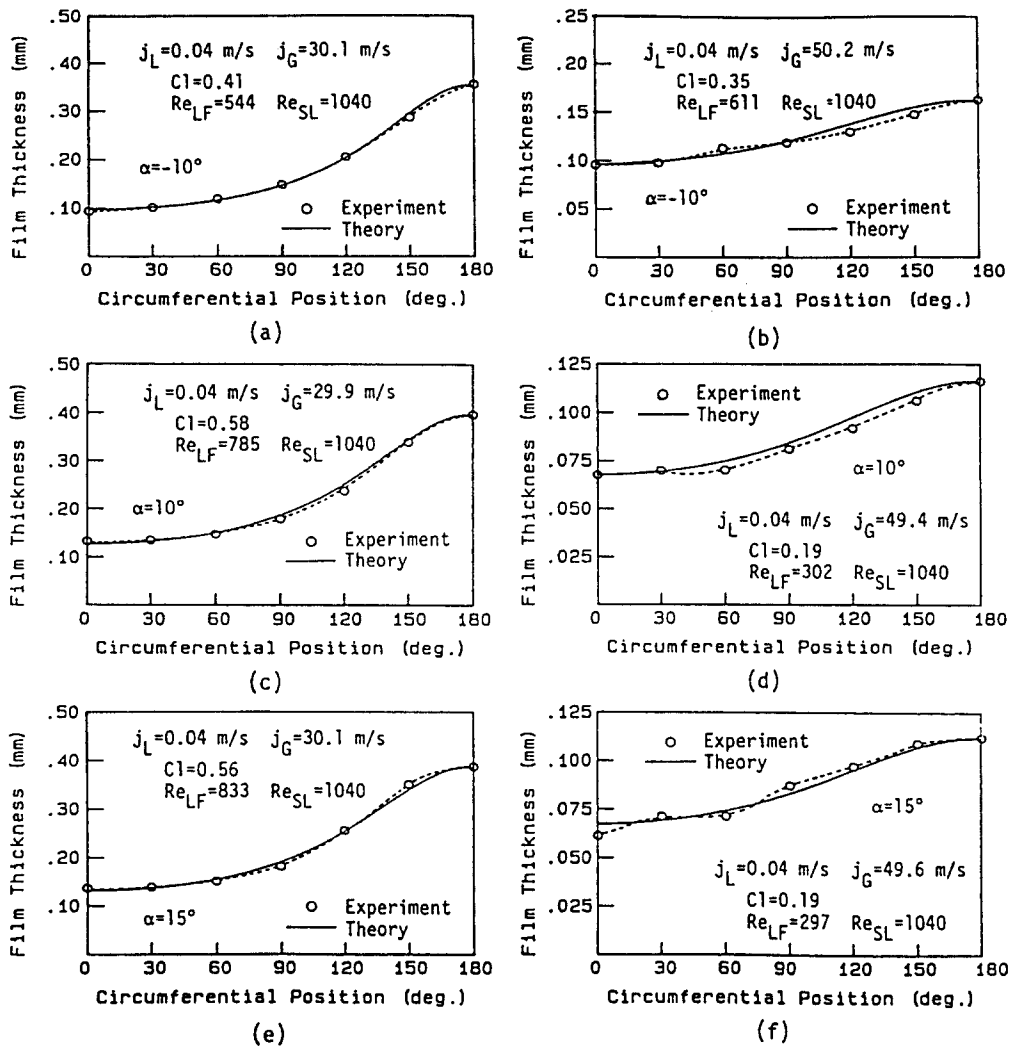 Film Thickness (mm)
.50
.40
.30
.20
.10
j_L=0.04 m/s j_G=30.1 m/s
Cl=0.41
Re_LF=544 Re_SL=1040
α=-10°
Experiment
Theory
0 30 60 90 120 150 180
Circumferential Position (deg.)
(a)
Film Thickness (mm)
.25
.20
.15
.10
.05
j_L=0.04 m/s j_G=50.2 m/s
Cl=0.35
Re_LF=611 Re_SL=1040
α=-10°
Experiment
Theory
0 30 60 90 120 150 180
Circumferential Position (deg.)
(b)
Film Thickness (mm)
.50
.40
.30
.20
.10
j_L=0.04 m/s j_G=29.9 m/s
Cl=0.58
Re_LF=785 Re_SL=1040
α=10°
Experiment
Theory
0 30 60 90 120 150 180
Circumferential Position (deg.)
(c)
Film Thickness (mm)
.125
.100
.075
.050
.025
Experiment
Theory
α=10°
j_L=0.04 m/s j_G=49.4 m/s
Cl=0.19
Re_LF=302 Re_SL=1040
0 30 60 90 120 150 180
Circumferential Position (deg.)
(d)
Film Thickness (mm)
.50
.40
.30
.20
.10
j_L=0.04 m/s j_G=30.1 m/s
Cl=0.56
Re_LF=833 Re_SL=1040
α=15°
Experiment
Theory
0 30 60 90 120 150 180
Circumferential Position (deg.)
(e)
Film Thickness (mm)
.125
.100
.075
.050
.025
Experiment
Theory
α=15°
j_L=0.04 m/s j_G=49.6 m/s
Cl=0.19
Re_LF=297 Re_SL=1040
0 30 60 90 120 150 180
Circumferential Position (deg.)
(f)